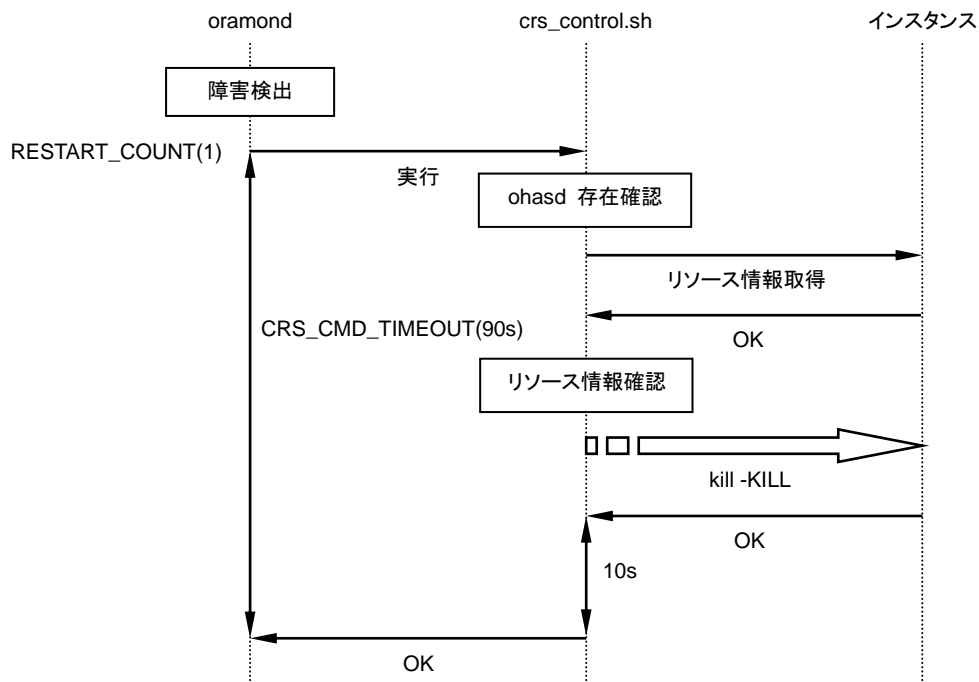 oramond
crs_control.sh
インスタンス
障害検出
RESTART_COUNT(1)
実行
ohasd 存在確認
リソース情報取得
CRS_CMD_TIMEOUT(90s)
OK
リソース情報確認
kill -KILL
OK
10s
OK